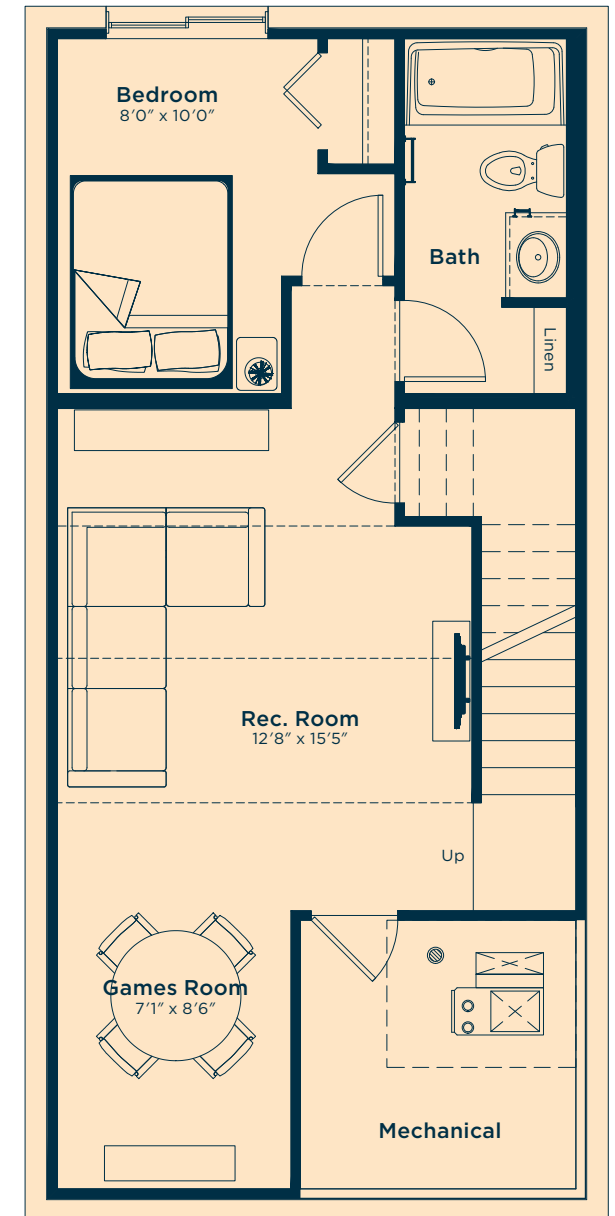 Bedroom
8′0″ x 10′0″
Bath
Linen
Rec. Room
12′8″ x 15′5″
Up
Games Room
7′1″ x 8′6″
Mechanical